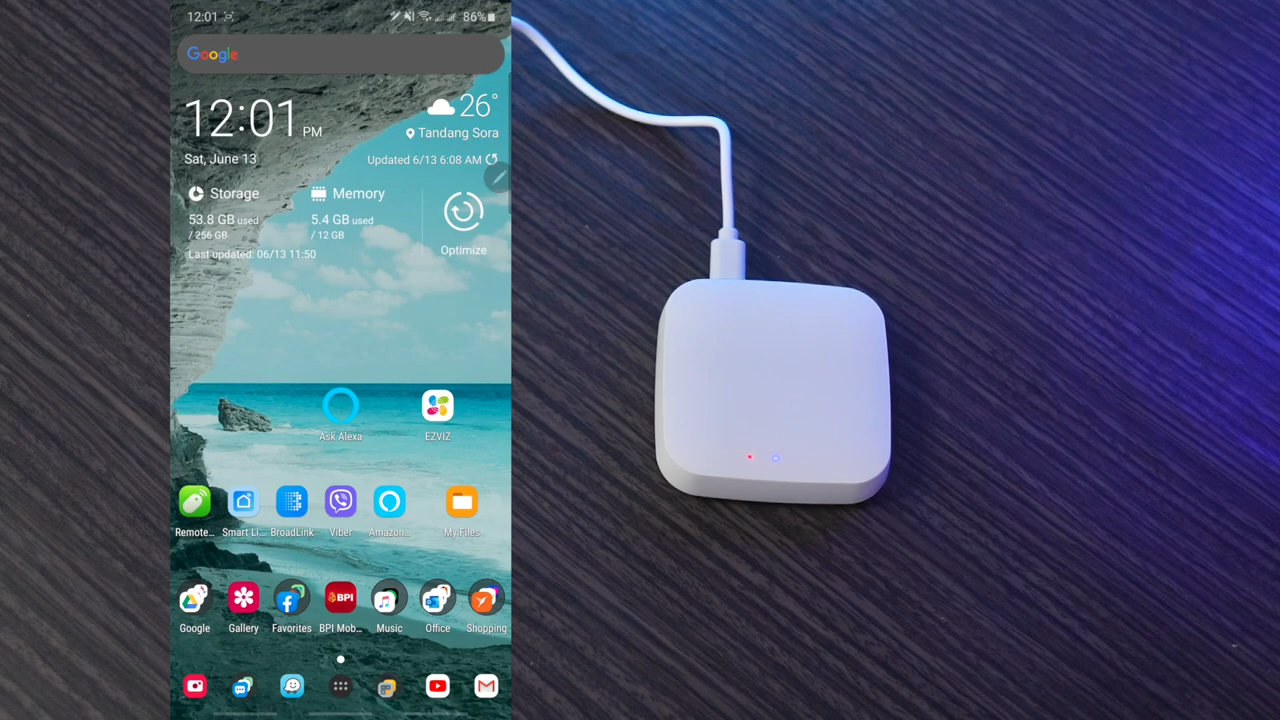 12:01
86%
Google
12:01 PM
26°
Tandang Sora
Sat, June 13
Updated 6/13 6:08 AM
Storage
Memory
53.8 GB used
/ 256 GB
5.4 GB used
/ 12 GB
Last updated: 06/13 11:50
Optimize
Ask Alexa
EZVIZ
Remote...
Smart Li...
BroadLink
Viber
Amazon...
My Files
BPI
Google
Gallery
Favorites
BPI Mob...
Music
Office
Shopping